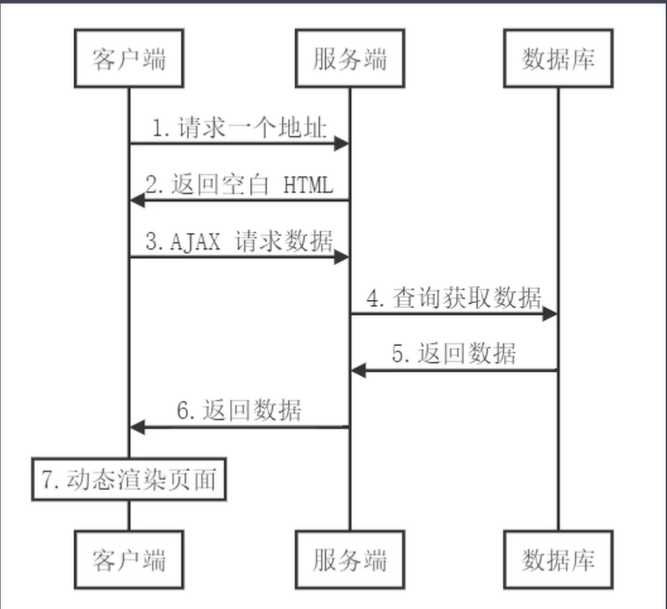 客户端 服务端 数据库
1.请求一个地址
2.返回空白 HTML
3.AJAX 请求数据
4.查询获取数据
5.返回数据
6.返回数据
7.动态渲染页面
客户端 服务端 数据库